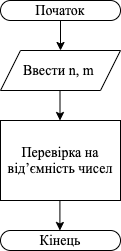 Початок
Ввести n, m
Перевірка на
від’ємність чисел
Кінець